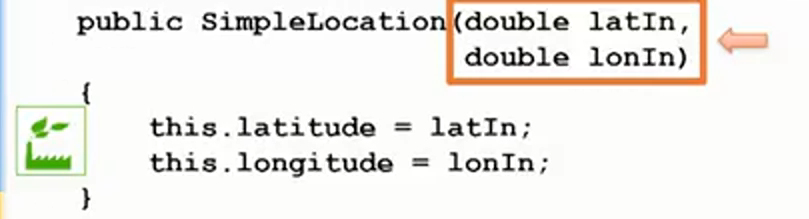 public SimpleLocation(double latIn,
double lonIn)
{
this.latitude = latIn;
this.longitude = lonIn;
}